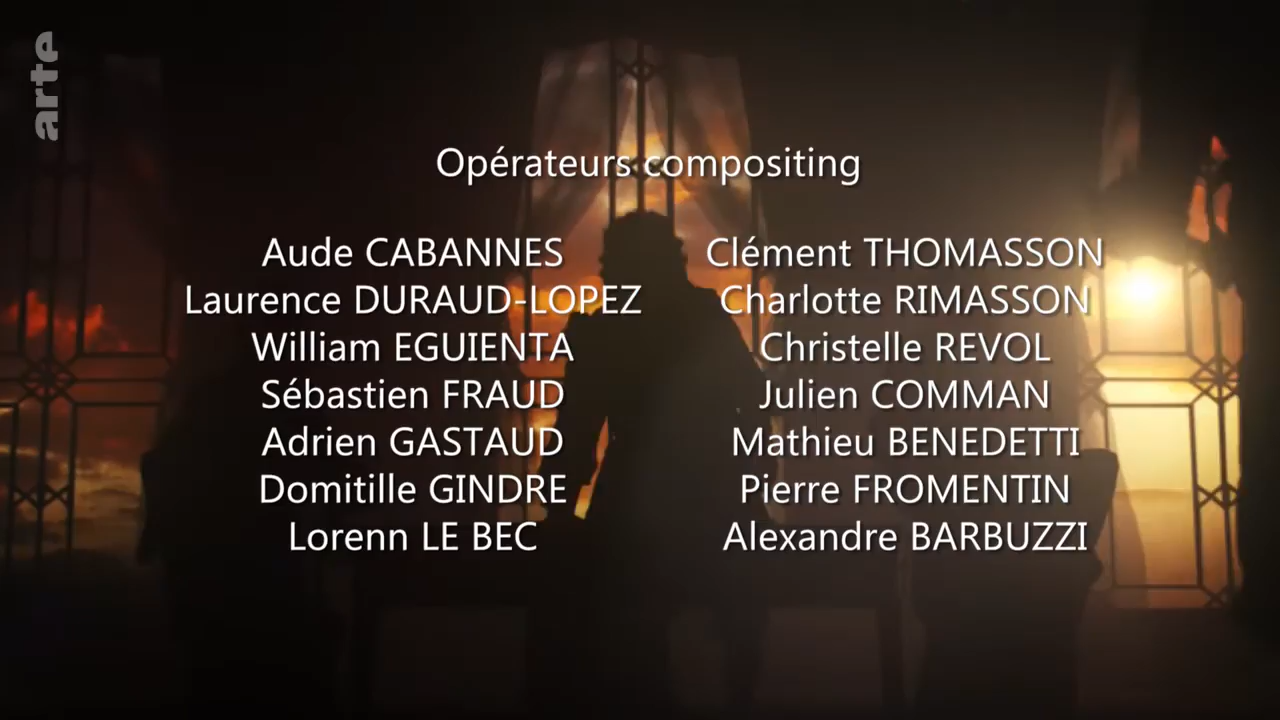 arte
Opérateurs compositing
Aude CABANNES
Laurence DURAUD-LOPEZ
William EGUIENTA
Sébastien FRAUD
Adrien GASTAUD
Domitille GINDRE
Lorenn LE BEC
Clément THOMASSON
Charlotte RIMASSON
Christelle REVOL
Julien COMMAN
Mathieu BENEDETTI
Pierre FROMENTIN
Alexandre BARBUZZI